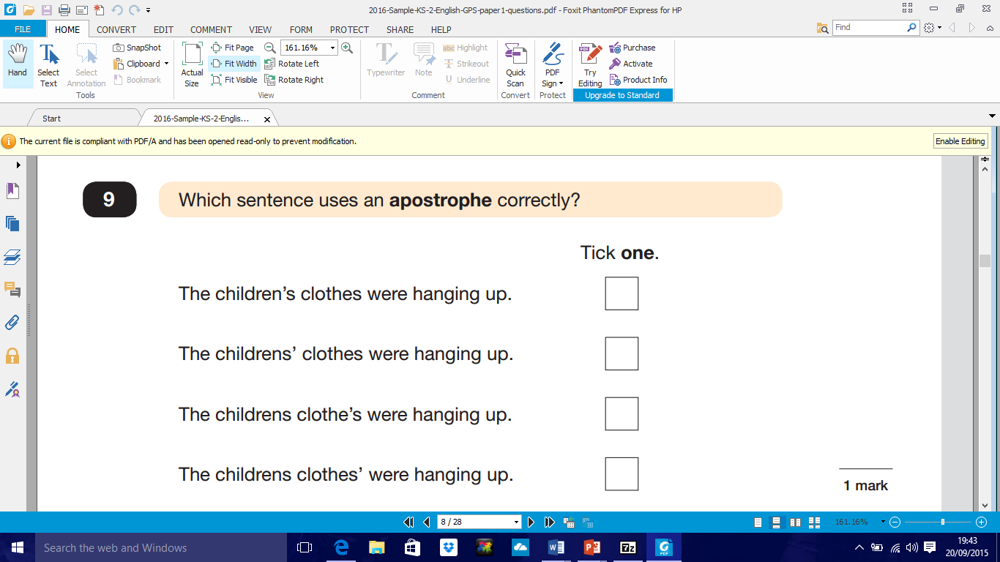 2016-Sample-KS-2-English-GPS-paper1-questions.pdf - Foxit PhantomPDF Express for HP
FILE HOME CONVERT EDIT COMMENT VIEW FORM PROTECT SHARE HELP Find
Hand
Select Text
Select Annotation
SnapShot
Clipboard
Bookmark
Tools
Actual Size
Fit Page
Fit Width
Fit Visible
161.16%
Rotate Left
Rotate Right
View
Typewriter
Note
abc Highlight
T Strikeout
U Underline
Comment
Quick Scan
Convert
PDF Sign
Protect
PDF
Try Editing
Purchase
Activate
Product Info
Upgrade to Standard
Start 2016-Sample-KS-2-Englis... x
The current file is compliant with PDF/A and has been opened read-only to prevent modification. Enable Editing
9 Which sentence uses an apostrophe correctly?
Tick one.
The children’s clothes were hanging up.
The childrens’ clothes were hanging up.
The childrens clothe’s were hanging up.
The childrens clothes’ were hanging up.
1 mark
8 / 28 161.16%
Search the web and Windows
19:43
20/09/2015